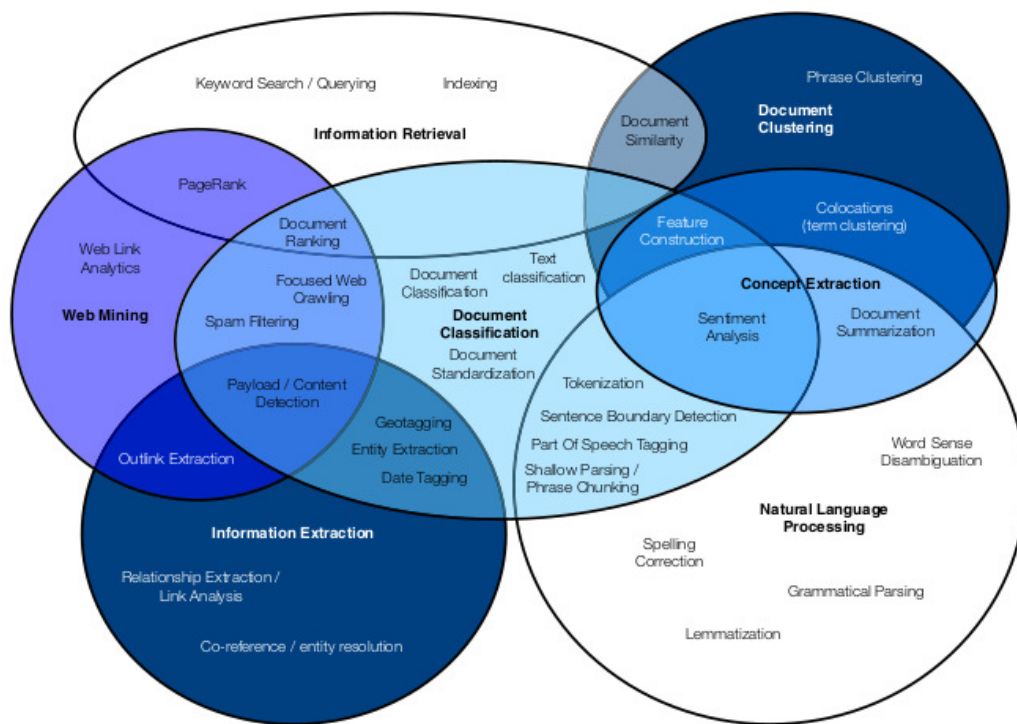 Keyword Search / Querying
Indexing
Phrase Clustering
Information Retrieval
Document
Similarity
Document
Clustering
PageRank
Document
Ranking
Feature
Construction
Colocations
(term clustering)
Web Link
Analytics
Focused Web
Crawling
Document
Classification
Text
classification
Concept Extraction
Web Mining
Spam Filtering
Document
Classification
Sentiment
Analysis
Document
Summarization
Document
Standardization
Payload / Content
Detection
Tokenization
Geotagging
Sentence Boundary Detection
Entity Extraction
Part Of Speech Tagging
Word Sense
Disambiguation
Outlink Extraction
Date Tagging
Shallow Parsing /
Phrase Chunking
Information Extraction
Natural Language
Processing
Spelling
Correction
Relationship Extraction /
Link Analysis
Grammatical Parsing
Co-reference / entity resolution
Lemmatization